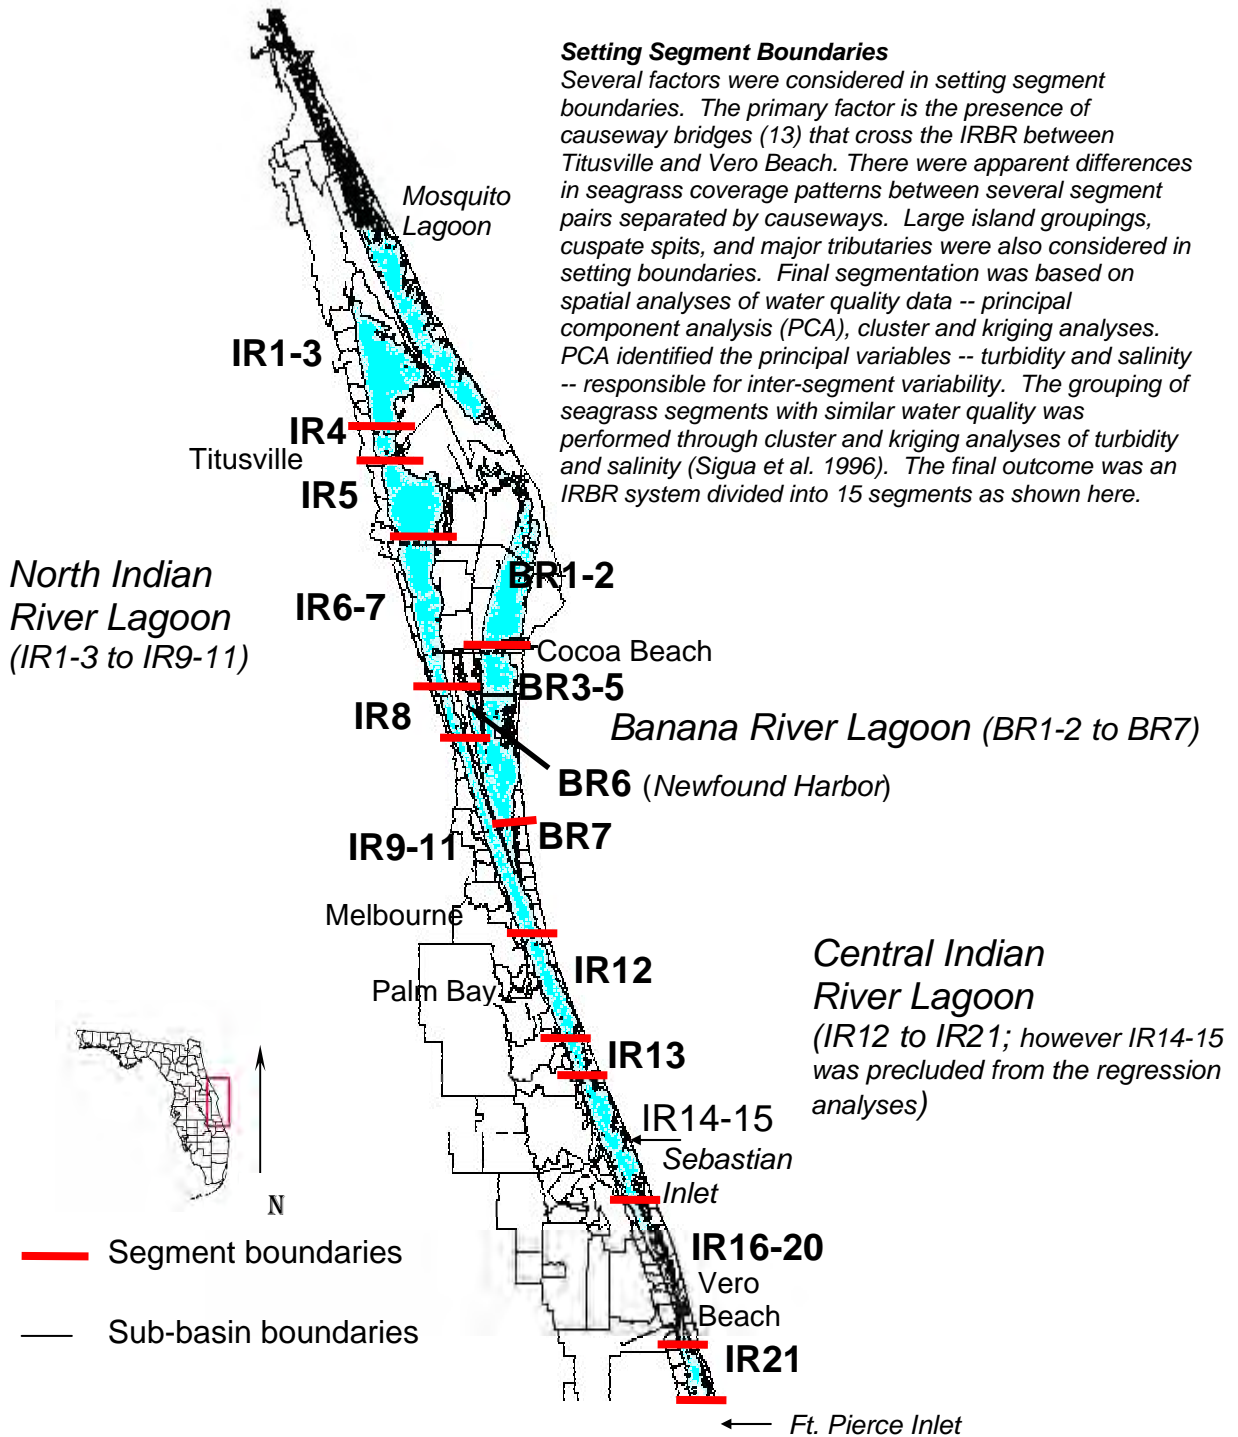 Setting Segment Boundaries
Several factors were considered in setting segment
boundaries. The primary factor is the presence of
causeway bridges (13) that cross the IRBR between
Titusville and Vero Beach. There were apparent differences
in seagrass coverage patterns between several segment
pairs separated by causeways. Large island groupings,
cuspate spits, and major tributaries were also considered in
setting boundaries. Final segmentation was based on
spatial analyses of water quality data -- principal
component analysis (PCA), cluster and kriging analyses.
PCA identified the principal variables -- turbidity and salinity
-- responsible for inter-segment variability. The grouping of
seagrass segments with similar water quality was
performed through cluster and kriging analyses of turbidity
and salinity (Sigua et al. 1996). The final outcome was an
IRBR system divided into 15 segments as shown here.
Mosquito
Lagoon
IR1-3
IR4
Titusville
IR5
North Indian
River Lagoon
(IR1-3 to IR9-11)
BR1-2
IR6-7
Cocoa Beach
BR3-5
IR8
Banana River Lagoon (BR1-2 to BR7)
BR6 (Newfound Harbor)
BR7
IR9-11
Melbourne
IR12
Palm Bay
Central Indian
River Lagoon
(IR12 to IR21; however IR14-15
was precluded from the regression
analyses)
IR13
IR14-15
Sebastian
Inlet
N
IR16-20
Vero
Beach
Segment boundaries
Sub-basin boundaries
IR21
Ft. Pierce Inlet